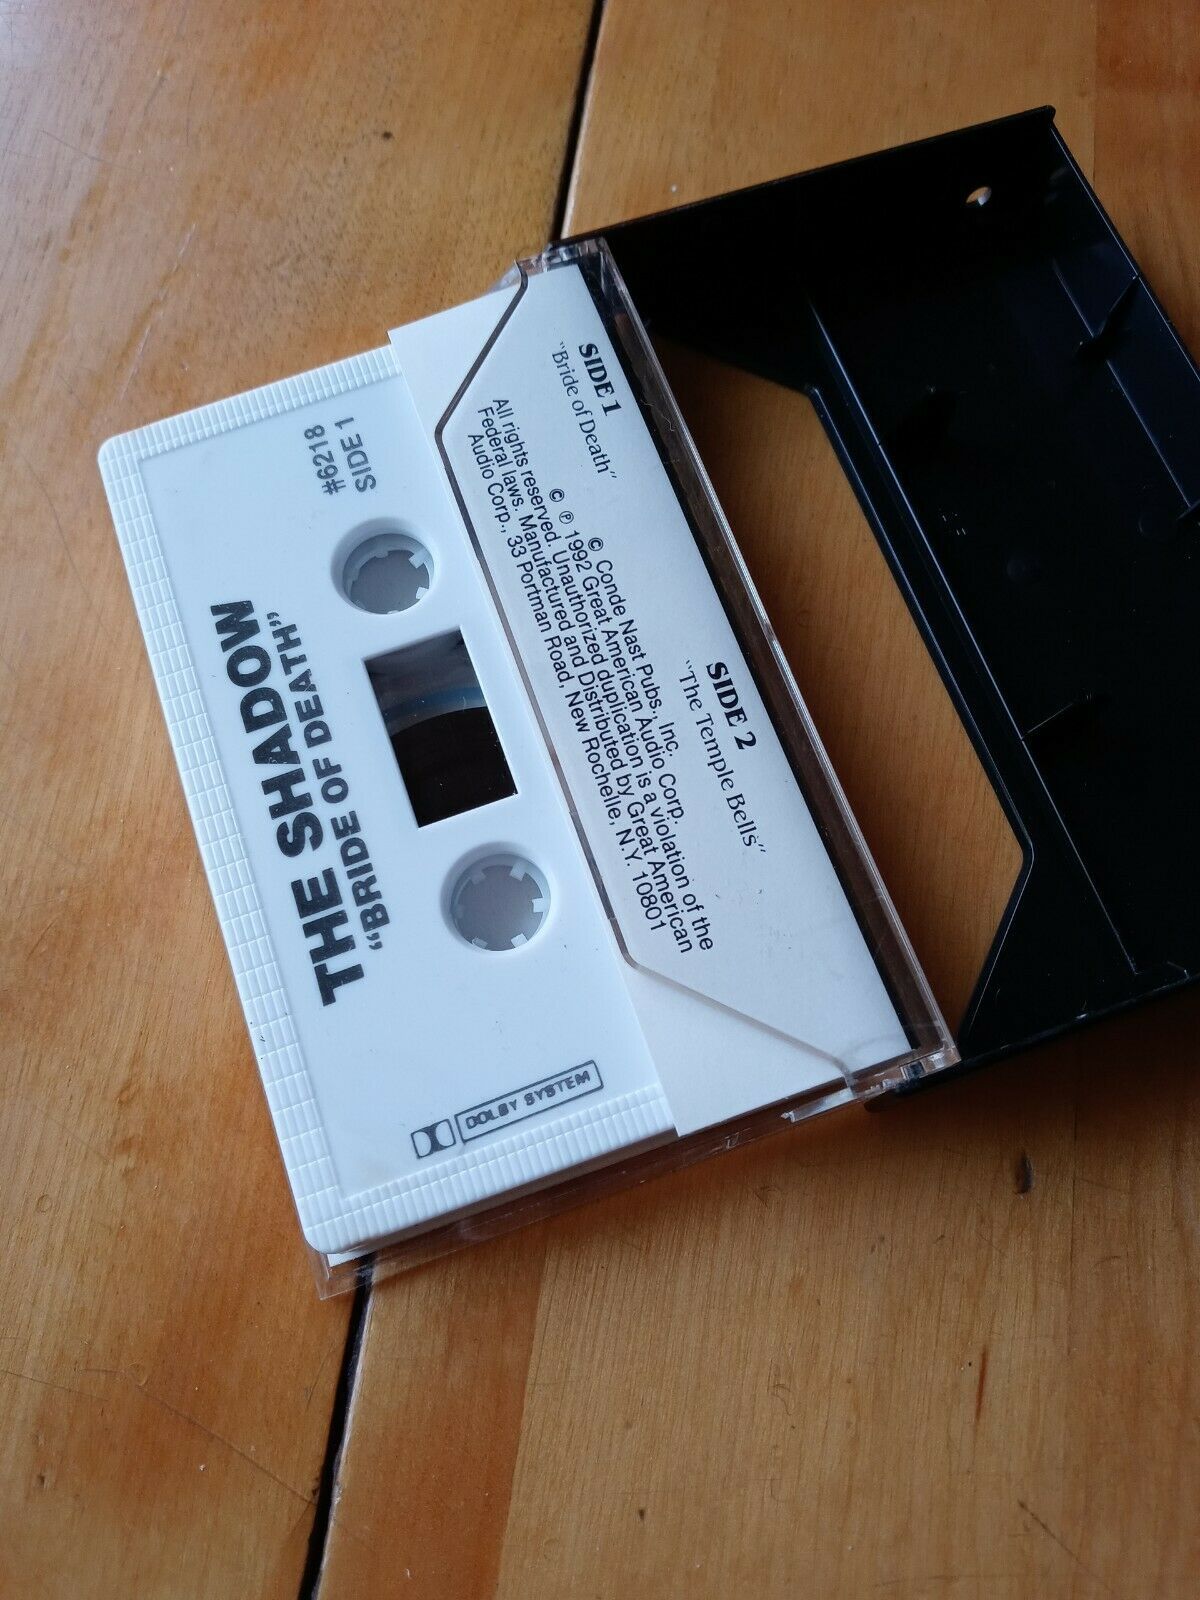 #6218
SIDE 1
THE SHADOW
“BRIDE OF DEATH”
DOLBY SYSTEM
SIDE 1
"Bride of Death"
SIDE 2
"The Temple Bells"
© Conde Nast Pubs., Inc.
© ℗ 1992 Great American Audio Corp.
All rights reserved. Unauthorized duplication is a violation of the
Federal laws. Manufactured and Distributed by Great American
Audio Corp., 33 Portman Road, New Rochelle, N.Y. 10801